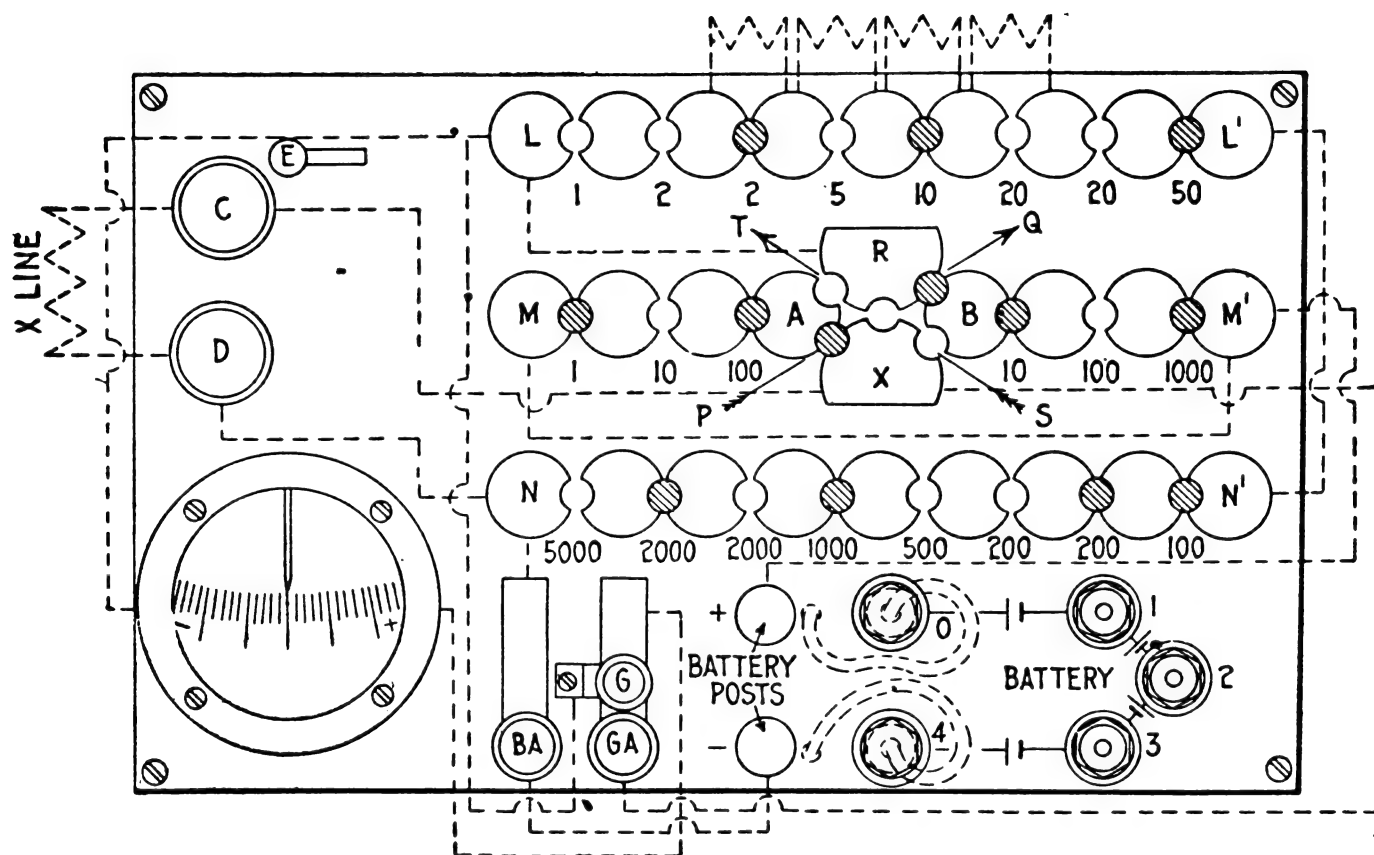 E
L L'
1 2 2 5 10 20 20 50
C
X LINE
T R Q
M A B M'
D
1 10 100 X 10 100 1000
P S
N N'
5000 2000 2000 1000 500 200 200 100
+ 0 1
- +
G BATTERY POSTS BATTERY 2
BA GA - 4 3